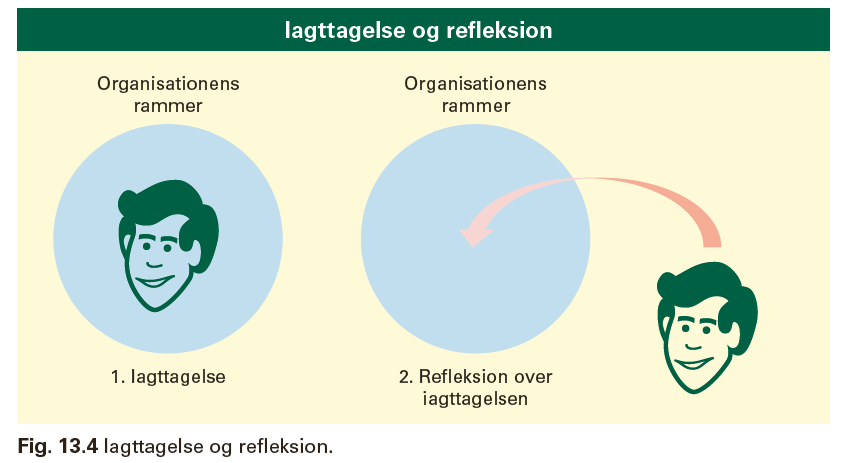 Iagttagelse og refleksion
Organisationens
rammer
Organisationens
rammer
1. Iagttagelse
2. Refleksion over
iagttagelsen
Fig. 13.4 Iagttagelse og refleksion.